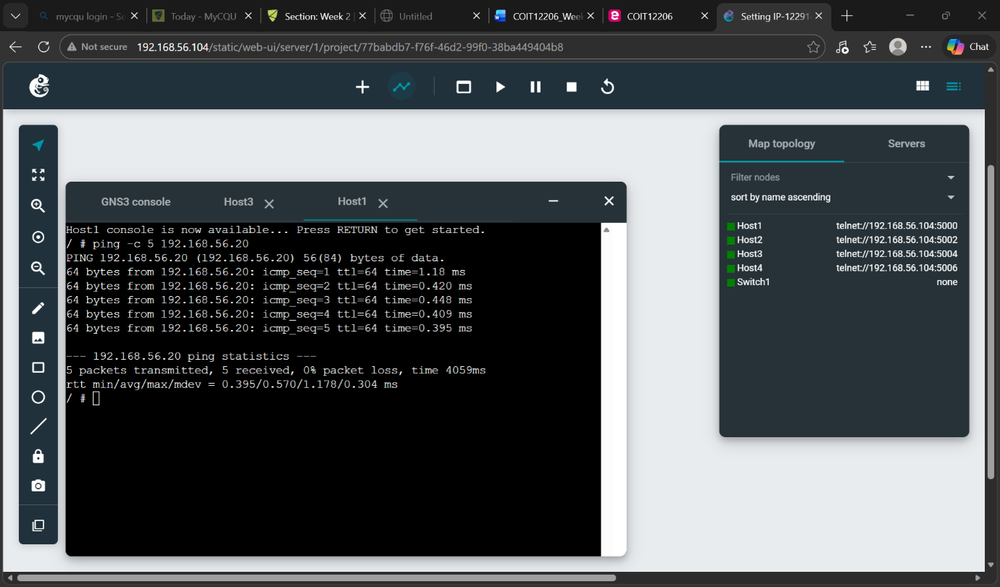 mycqu login - Se
Today - MyCQU
Section: Week 2 |
Untitled
COIT12206_Week
COIT12206
Setting IP-12291
Not secure
192.168.56.104/static/web-ui/server/1/project/77babdb7-f76f-46d2-99f0-38ba449404b8
Chat
Map topology
Servers
Filter nodes
sort by name ascending
Host1 telnet://192.168.56.104:5000
Host2 telnet://192.168.56.104:5002
Host3 telnet://192.168.56.104:5004
Host4 telnet://192.168.56.104:5006
Switch1 none
GNS3 console
Host3
Host1
Host1 console is now available... Press RETURN to get started.
/ # ping -c 5 192.168.56.20
PING 192.168.56.20 (192.168.56.20) 56(84) bytes of data.
64 bytes from 192.168.56.20: icmp_seq=1 ttl=64 time=1.18 ms
64 bytes from 192.168.56.20: icmp_seq=2 ttl=64 time=0.420 ms
64 bytes from 192.168.56.20: icmp_seq=3 ttl=64 time=0.448 ms
64 bytes from 192.168.56.20: icmp_seq=4 ttl=64 time=0.409 ms
64 bytes from 192.168.56.20: icmp_seq=5 ttl=64 time=0.395 ms
--- 192.168.56.20 ping statistics ---
5 packets transmitted, 5 received, 0% packet loss, time 4059ms
rtt min/avg/max/mdev = 0.395/0.570/1.178/0.304 ms
/ #